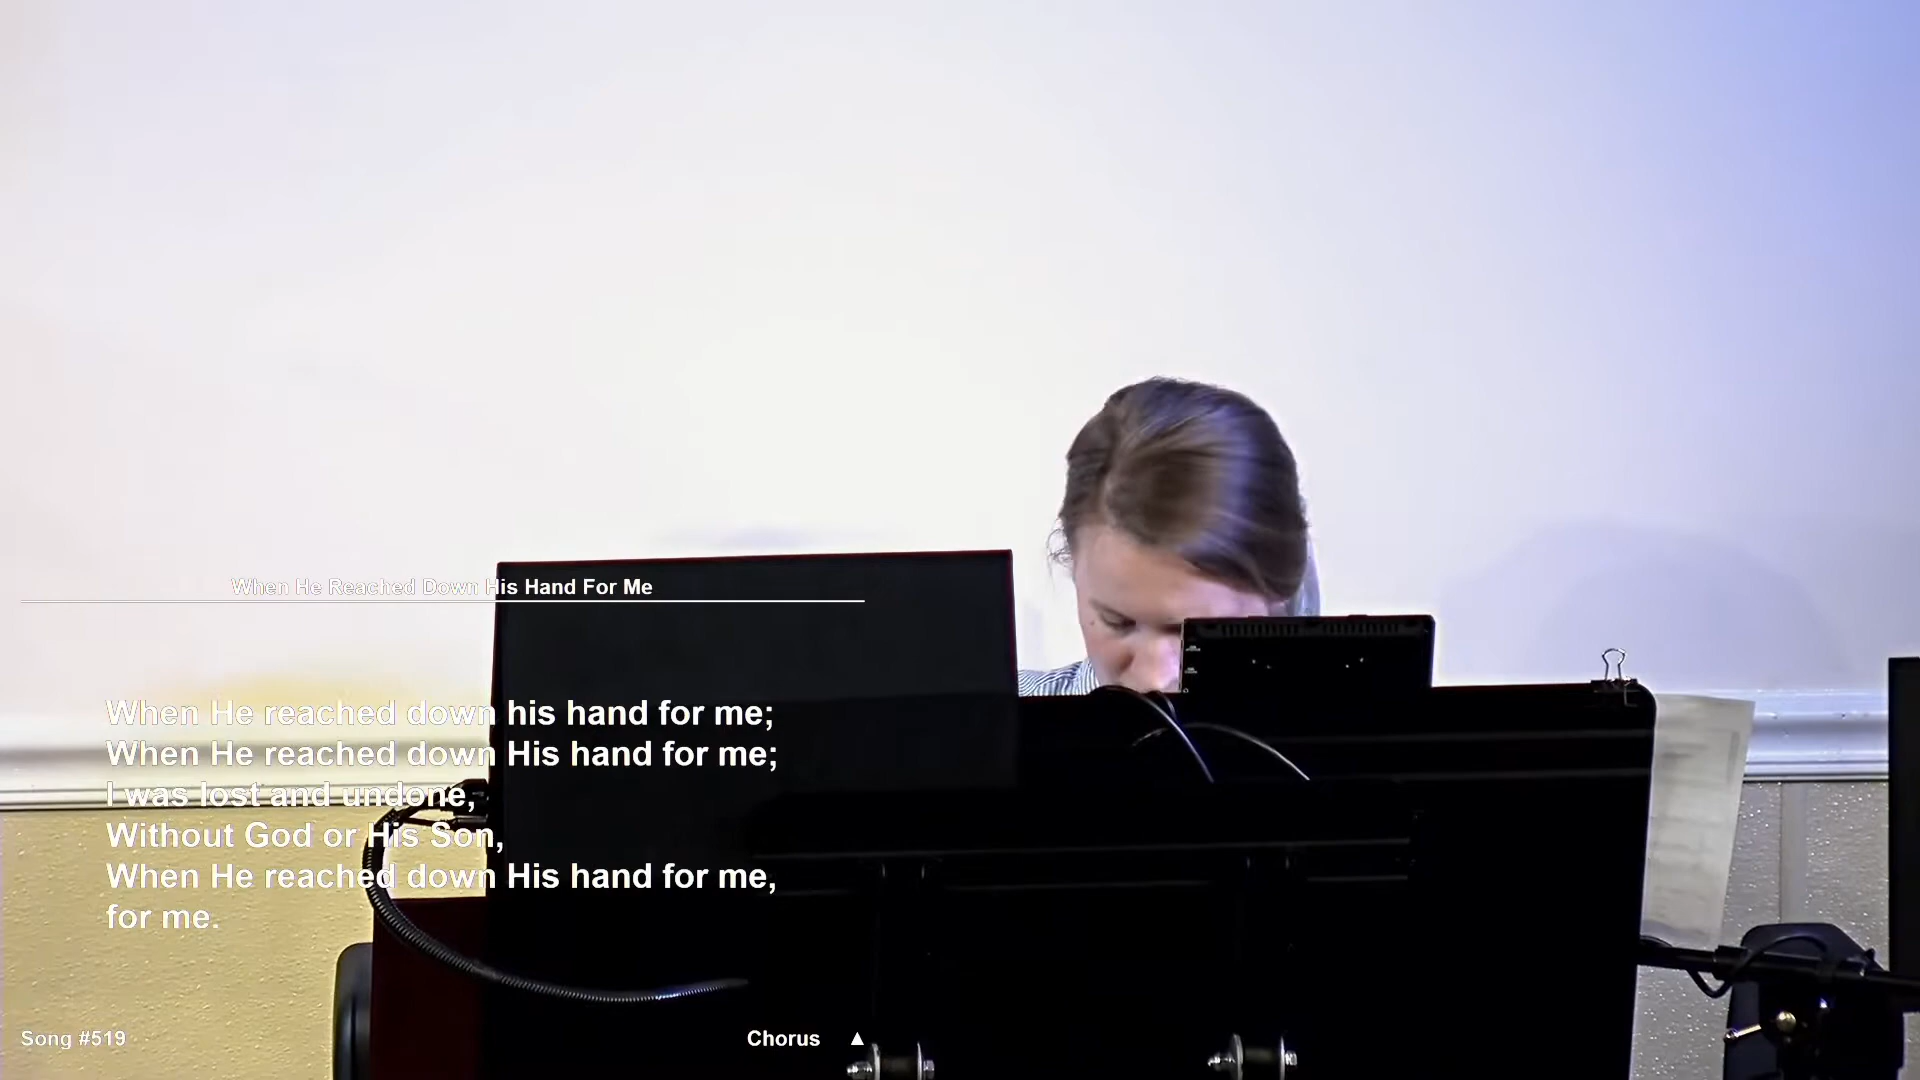 When He Reached Down His Hand For Me
When He reached down his hand for me;
When He reached down His hand for me;
I was lost and undone,
Without God or His Son,
When He reached down His hand for me,
for me.
Song #519
Chorus ▲